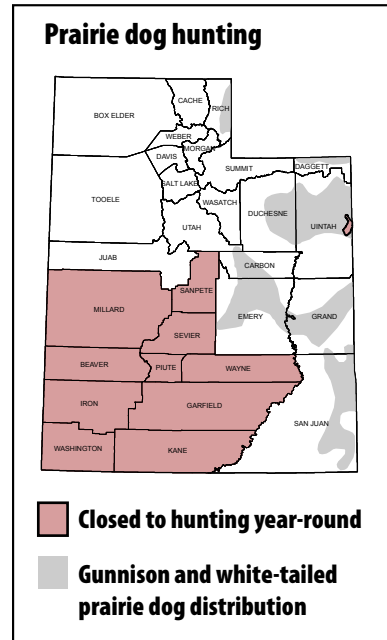 Prairie dog hunting
CACHE
RICH
BOX ELDER
WEBER
MORGAN
DAVIS
SUMMIT
DAGGETT
SALT LAKE
TOOELE
WASATCH
DUCHESNE
UINTAH
UTAH
JUAB
CARBON
SANPETE
MILLARD
EMERY
GRAND
SEVIER
BEAVER
PIUTE
WAYNE
IRON
GARFIELD
SAN JUAN
WASHINGTON
KANE
Closed to hunting year-round
Gunnison and white-tailed
prairie dog distribution